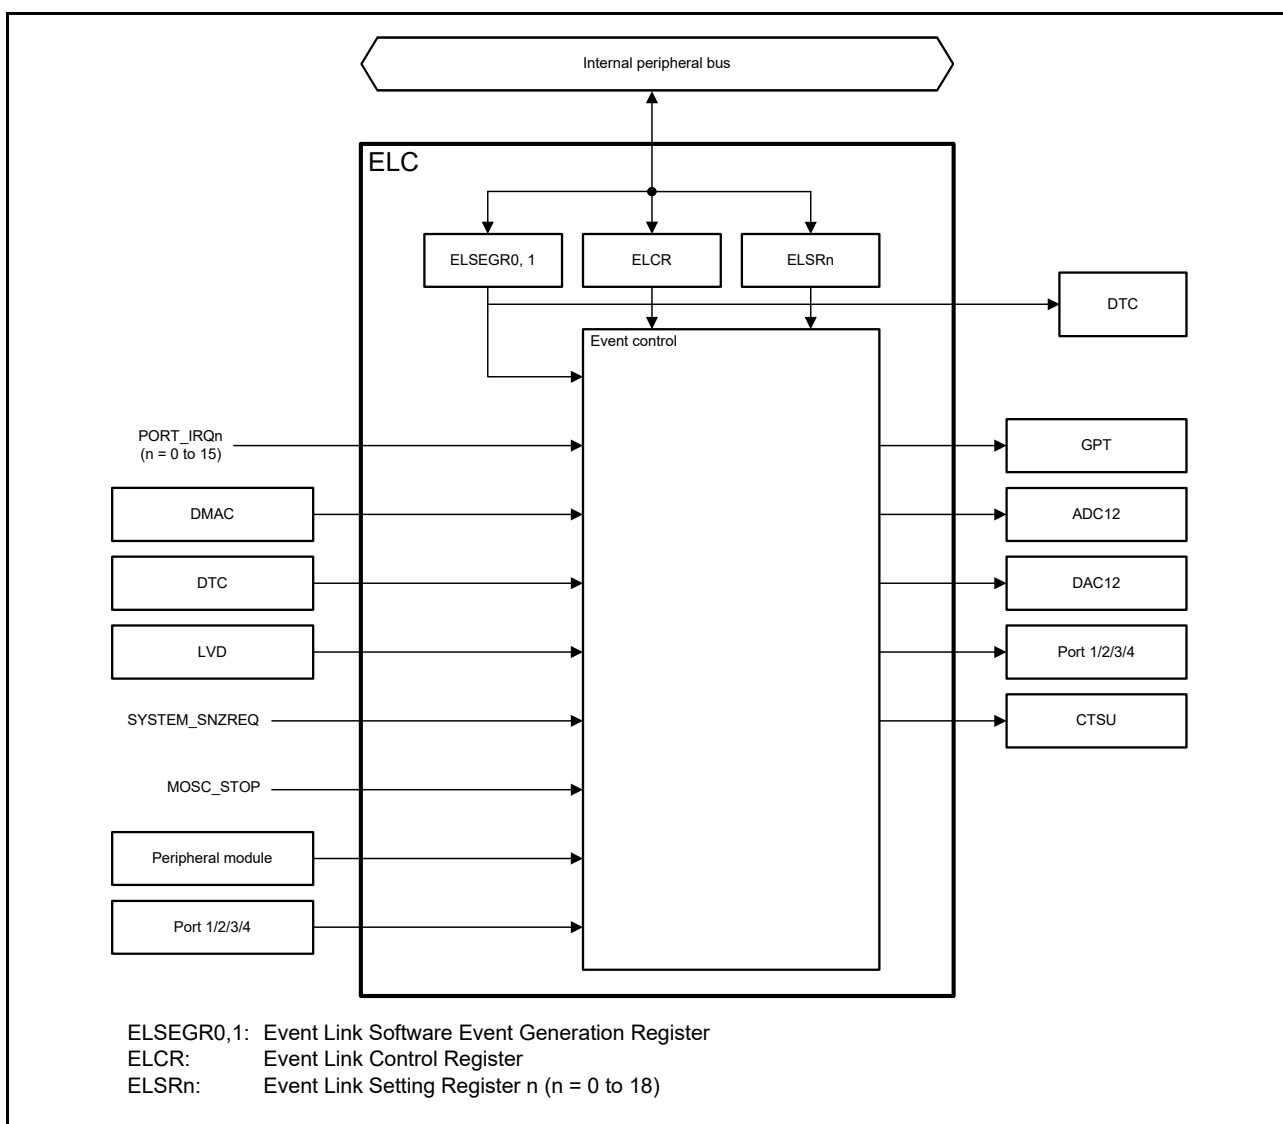 Internal peripheral bus
ELC
ELSEGR0, 1
ELCR
ELSRn
DTC
Event control
PORT_IRQn
(n = 0 to 15)
GPT
DMAC
ADC12
DTC
DAC12
LVD
Port 1/2/3/4
SYSTEM_SNZREQ
CTSU
MOSC_STOP
Peripheral module
Port 1/2/3/4
ELSEGR0,1: Event Link Software Event Generation Register
ELCR: Event Link Control Register
ELSRn: Event Link Setting Register n (n = 0 to 18)